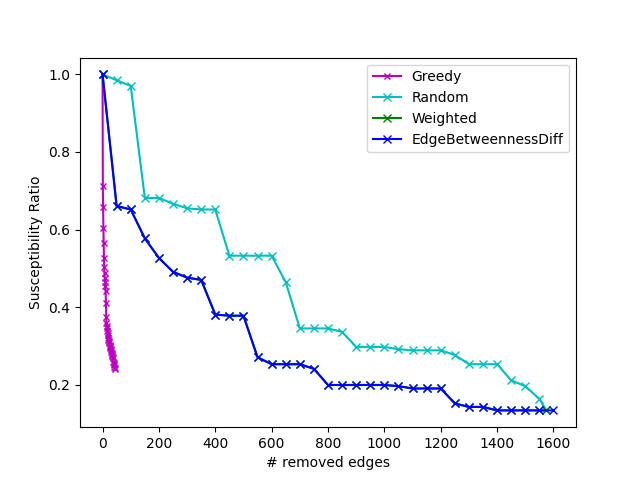 Greedy
Random
Weighted
EdgeBetweennessDiff
1.0
0.8
0.6
0.4
0.2
Susceptibility Ratio
0 200 400 600 800 1000 1200 1400 1600
# removed edges